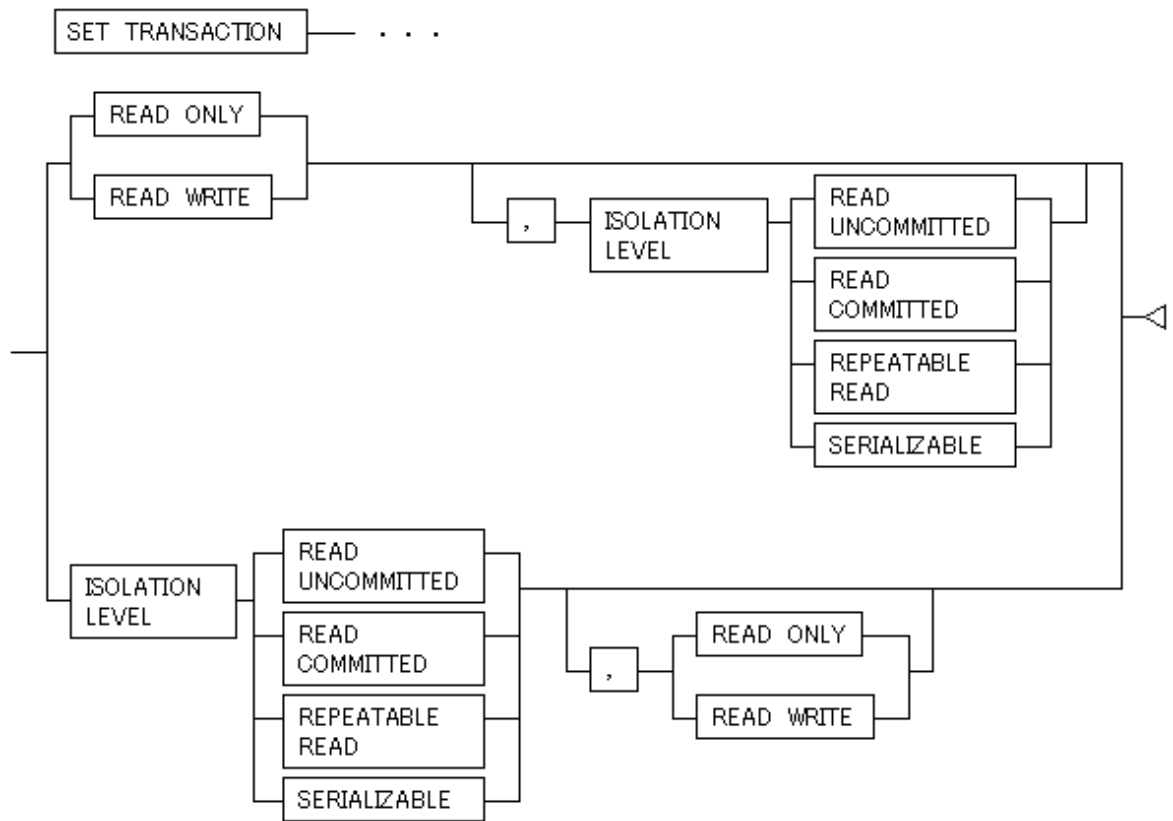 SET TRANSACTION . . .
READ ONLY
READ WRITE
,
ISOLATION
LEVEL
READ
UNCOMMITTED
READ
COMMITTED
REPEATABLE
READ
SERIALIZABLE
ISOLATION
LEVEL
READ
UNCOMMITTED
READ
COMMITTED
REPEATABLE
READ
SERIALIZABLE
,
READ ONLY
READ WRITE